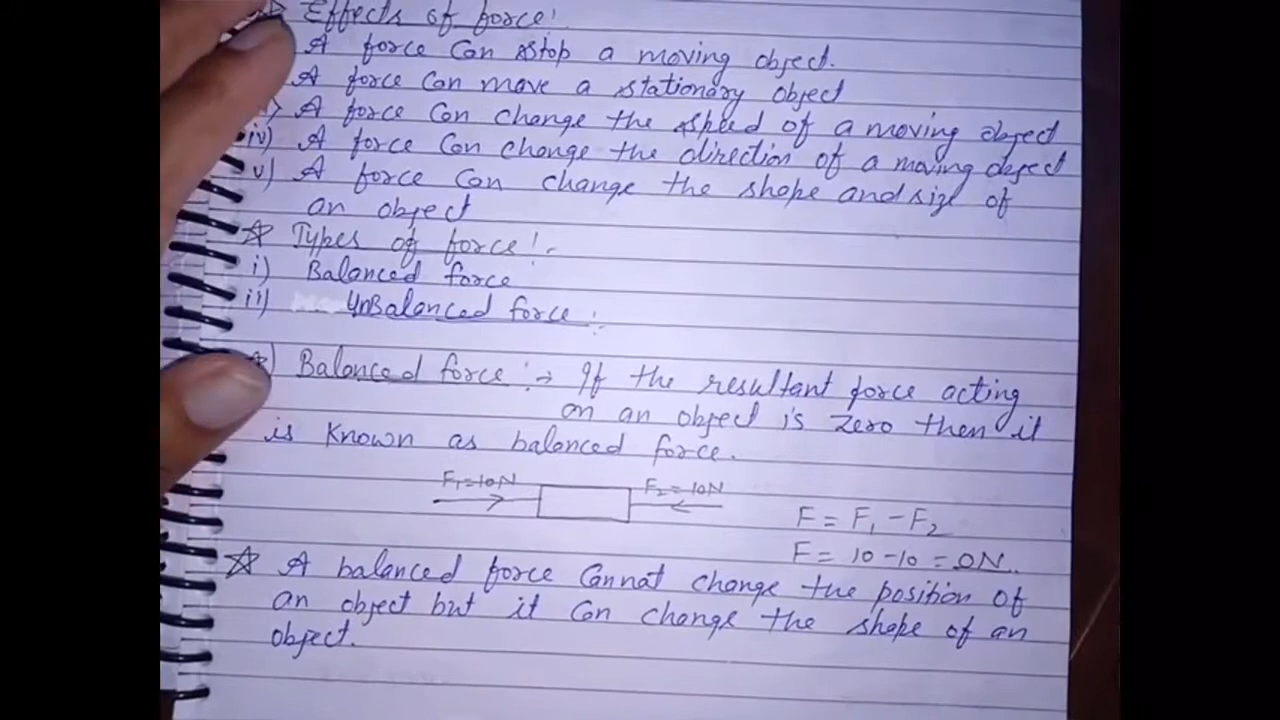 Effects of force:
A force Can stop a moving object.
A force Can move a stationary object
A force Can change the speed of a moving object
iv) A force Can change the direction of a moving object
v) A force Can change the shape and size of
an object
☆ Types of force:-
i) Balanced force
ii) UnBalanced force:
Balanced force:→ If the resultant force acting
on an object is zero then it
is known as balanced force.
F₁=10N F₂=10N
F = F₁ - F₂
F = 10 - 10 = 0N.
☆ A balanced force Cannot change the position of
an object but it Can change the shape of an
object.